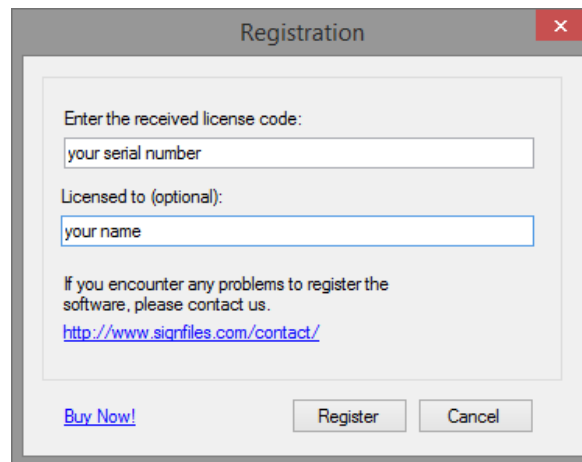 Registration
Enter the received license code:
your serial number
Licensed to (optional):
your name
If you encounter any problems to register the
software, please contact us.
http://www.signfiles.com/contact/
Buy Now!
Register
Cancel